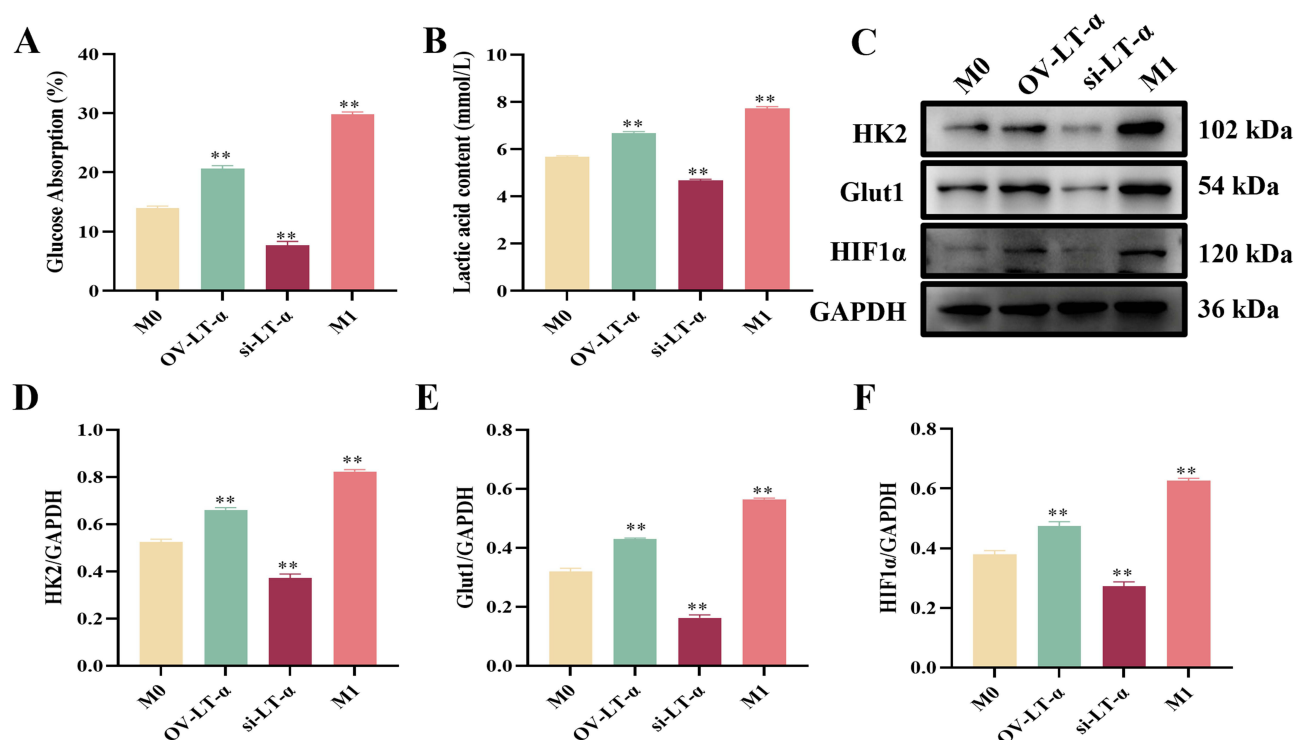 A
Glucose Absorption (%)
40
30
20
10
0
**
**
**
M0
OV-LT-α
si-LT-α
M1
B
Lactic acid content (mmol/L)
10
8
6
4
2
0
**
**
**
M0
OV-LT-α
si-LT-α
M1
C
M0
OV-LT-α
si-LT-α
M1
HK2
102 kDa
Glut1
54 kDa
HIF1α
120 kDa
GAPDH
36 kDa
D
HK2/GAPDH
1.0
0.8
0.6
0.4
0.2
0.0
**
**
**
M0
OV-LT-α
si-LT-α
M1
E
Glut1/GAPDH
0.8
0.6
0.4
0.2
0.0
**
**
**
M0
OV-LT-α
si-LT-α
M1
F
HIF1α/GAPDH
0.8
0.6
0.4
0.2
0.0
**
**
**
M0
OV-LT-α
si-LT-α
M1